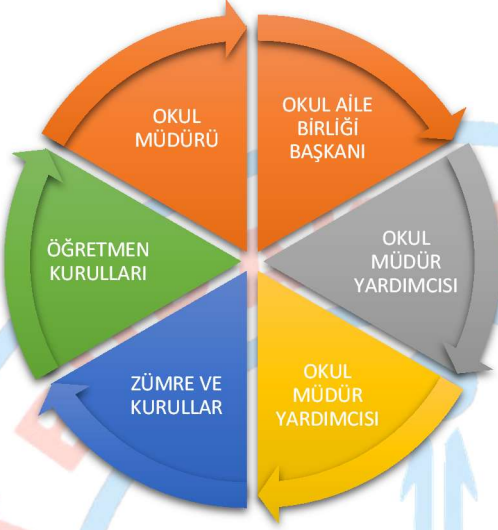 OKUL
MÜDÜRÜ
OKUL AİLE
BİRLİĞİ
BAŞKANI
OKUL
MÜDÜR
YARDIMCISI
OKUL
MÜDÜR
YARDIMCISI
ZÜMRE VE
KURULLAR
ÖĞRETMEN
KURULLARI